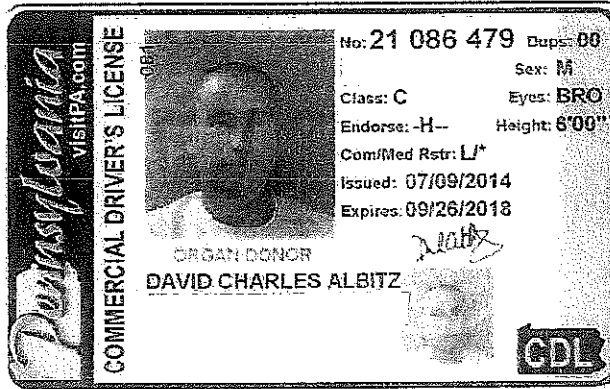 Pennsylvania
visitPA.com
COMMERCIAL DRIVER'S LICENSE
001
No: 21 086 479 Dups: 00
Sex: M
Class: C Eyes: BRO
Endorse: -H-- Height: 6'00"
Com/Med Rstr: L/*
Issued: 07/09/2014
Expires: 09/26/2018
ORGAN DONOR
DAVID CHARLES ALBITZ
CDL